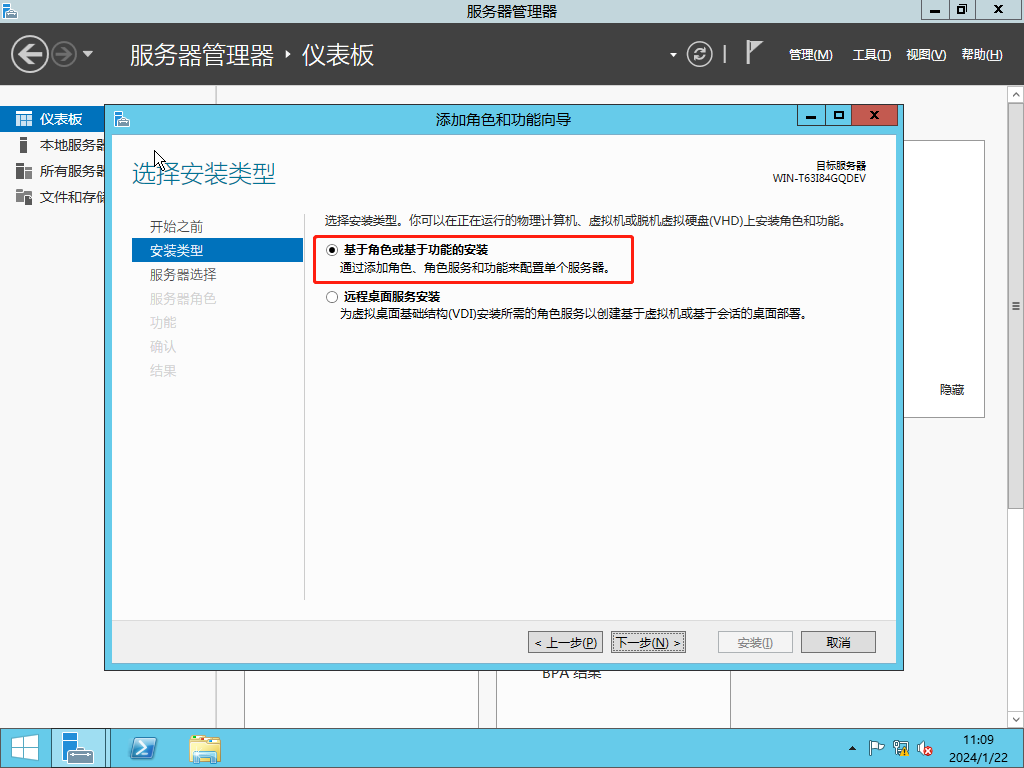 服务器管理器
服务器管理器 ‣ 仪表板
管理(M) 工具(T) 视图(V) 帮助(H)
仪表板
本地服务器
所有服务器
文件和存储
添加角色和功能向导
选择安装类型
目标服务器
WIN-T63I84GQDEV
开始之前
安装类型
服务器选择
服务器角色
功能
确认
结果
选择安装类型。你可以在正在运行的物理计算机、虚拟机或脱机虚拟硬盘(VHD)上安装角色和功能。
基于角色或基于功能的安装
通过添加角色、角色服务和功能来配置单个服务器。
远程桌面服务安装
为虚拟桌面基础结构(VDI)安装所需的角色服务以创建基于虚拟机或基于会话的桌面部署。
隐藏
< 上一步(P) 下一步(N) > 安装(I) 取消
BPA 结果
11:09
2024/1/22